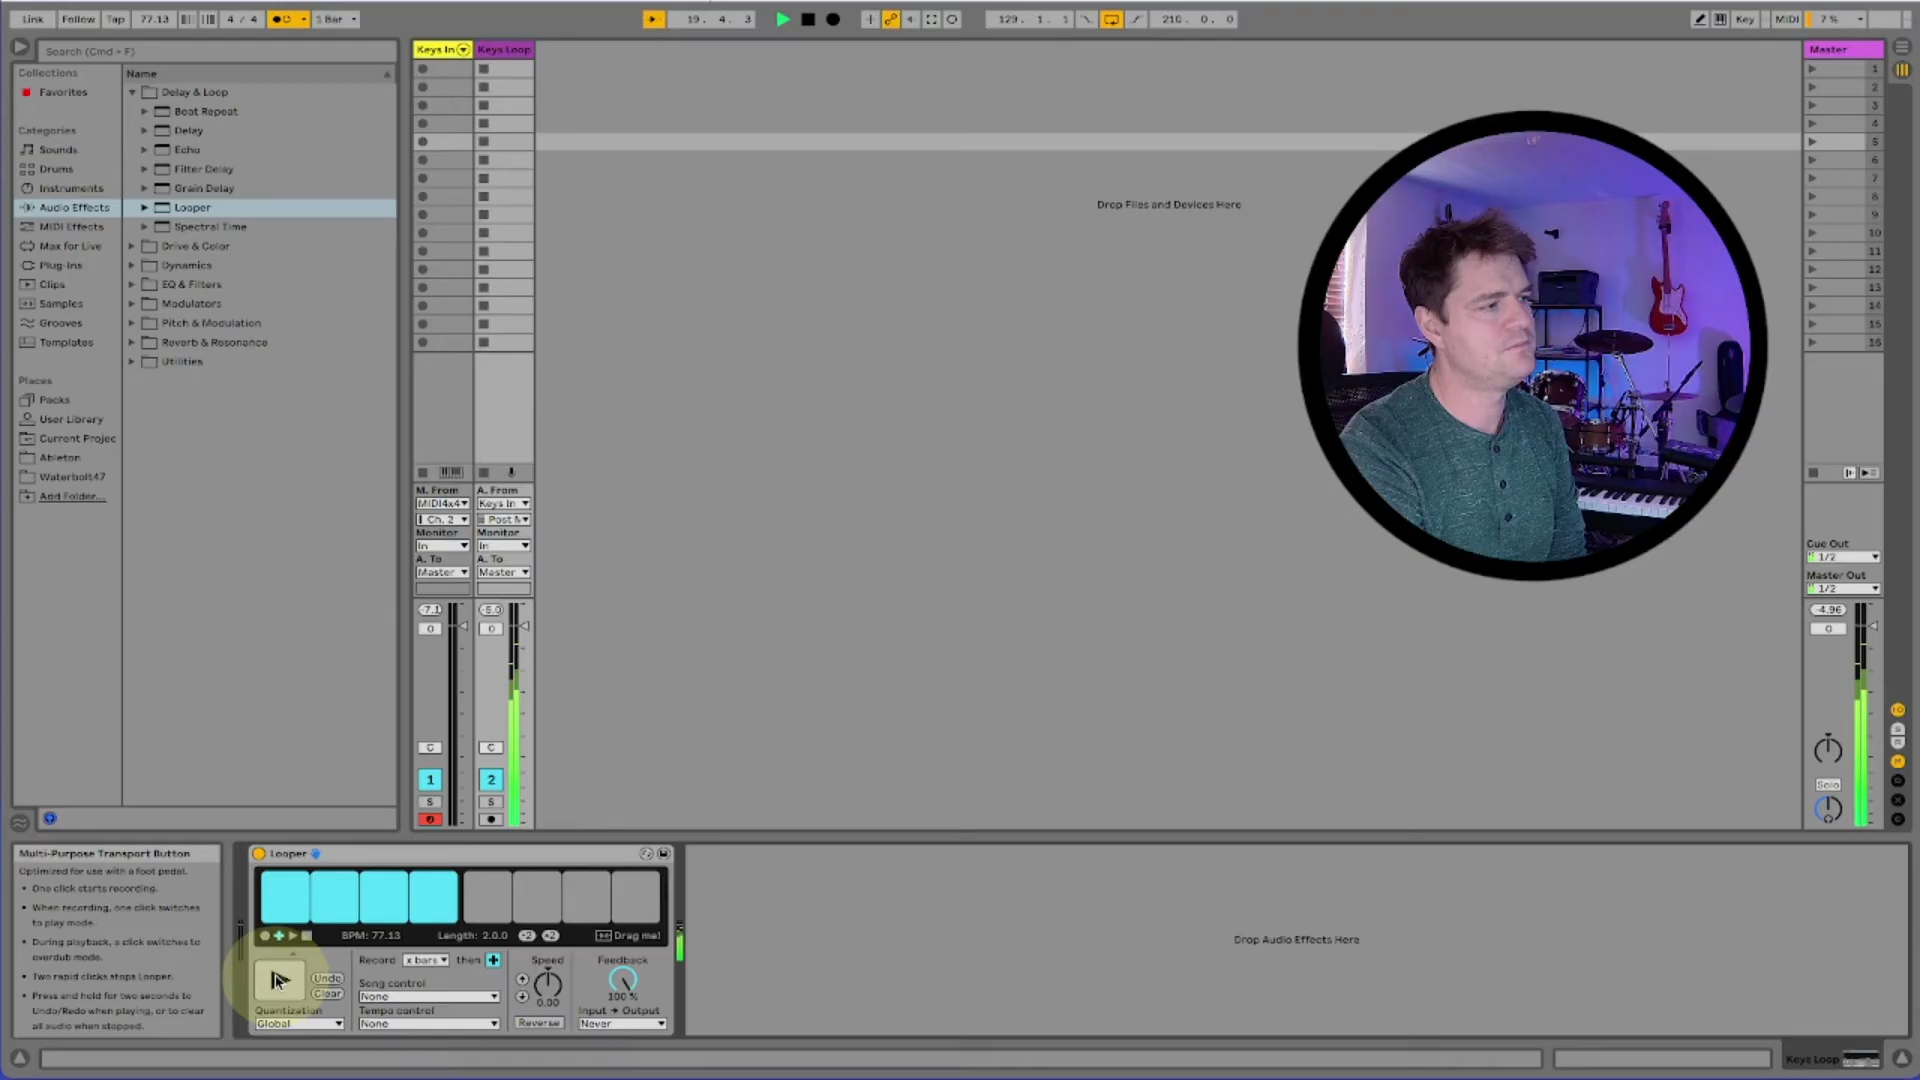 Link Follow Tap 77.13 4 / 4 1 Bar 19. 4. 3 129. 1. 1 210. 0. 0 Key MIDI 7 %
Search (Cmd + F)
Collections
Favorites
Categories
Sounds
Drums
Instruments
Audio Effects
MIDI Effects
Max for Live
Plug-Ins
Clips
Samples
Grooves
Templates
Places
Packs
User Library
Current Projec
Ableton
Waterbolt47
Add Folder...
Name
Delay & Loop
Beat Repeat
Delay
Echo
Filter Delay
Grain Delay
Looper
Spectral Time
Drive & Color
Dynamics
EQ & Filters
Modulators
Pitch & Modulation
Reverb & Resonance
Utilities
Keys In Keys Loop
M. From A. From
MIDI4x4 Keys In
Ch. 2 Post M
Monitor Monitor
In In
A. To A. To
Master Master
-7.1 -5.0
0 0
C C
1 2
S S
Drop Files and Devices Here
Master
1
2
3
4
5
6
7
8
9
10
11
12
13
14
15
16
Cue Out
1/2
Master Out
1/2
-4.96
0
Solo
Multi-Purpose Transport Button
Optimized for use with a foot pedal.
• One click starts recording.
• When recording, one click switches
to play mode.
• During playback, a click switches to
overdub mode.
• Two rapid clicks stops Looper.
• Press and hold for two seconds to
Undo/Redo when playing, or to clear
all audio when stopped.
Looper
BPM: 77.13 Length: 2.0.0 Drag me!
Record x bars then + Speed Feedback
Undo
Clear
Song control
None
0.00
100 %
Quantization
Global
Tempo control
None
Reverse
Input → Output
Never
Drop Audio Effects Here
Keys Loop